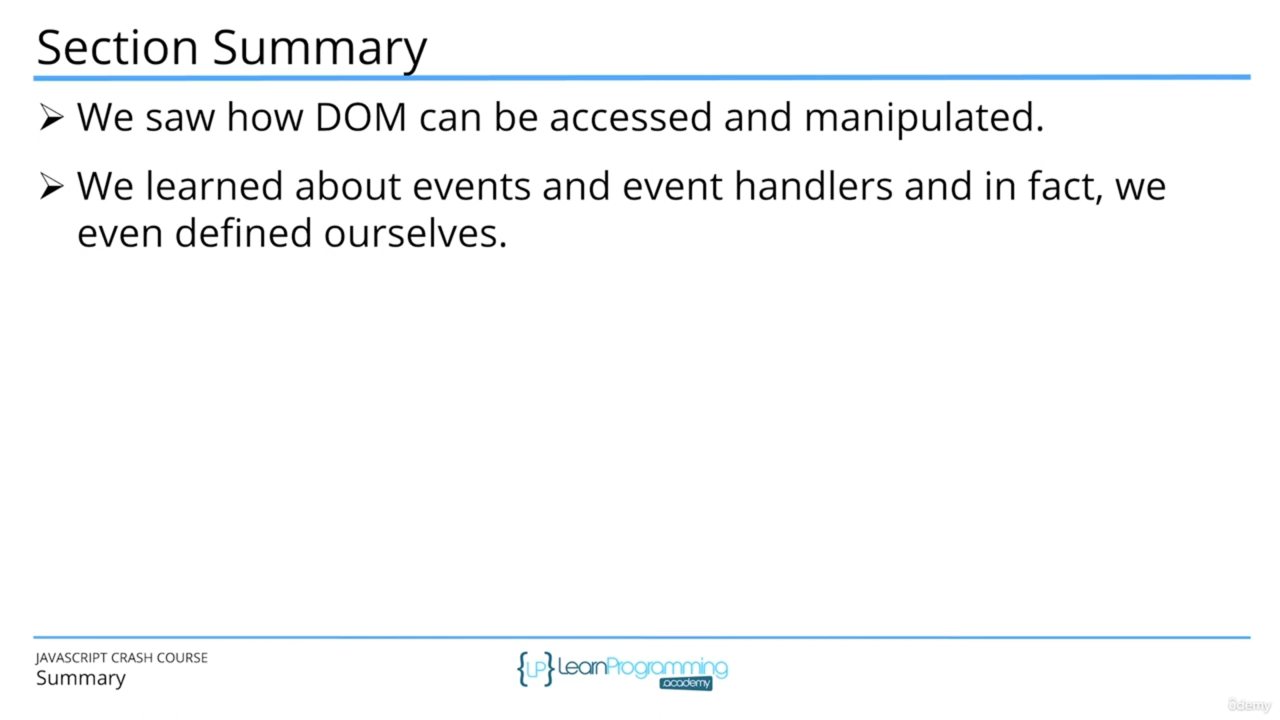 Section Summary
We saw how DOM can be accessed and manipulated.
We learned about events and event handlers and in fact, we
even defined ourselves.
JAVASCRIPT CRASH COURSE
Summary
{LP} LearnProgramming
academy
ûdemy